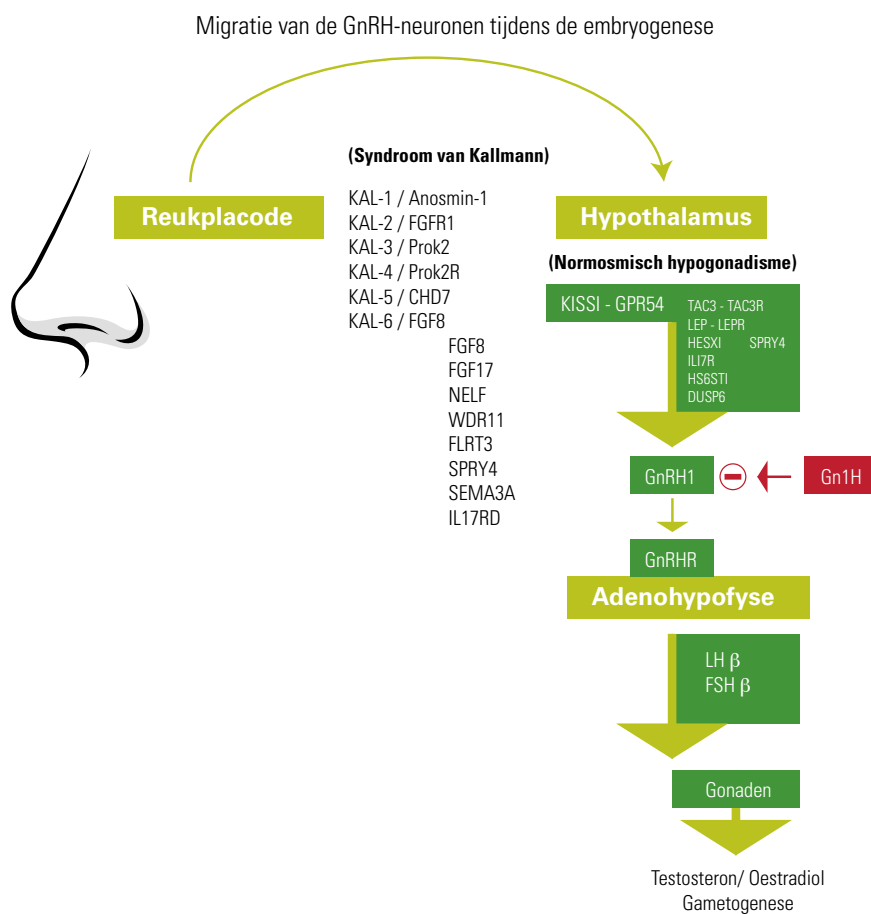 Migratie van de GnRH-neuronen tijdens de embryogenese
Reukplacode
(Syndroom van Kallmann)
KAL-1 / Anosmin-1
KAL-2 / FGFR1
KAL-3 / Prok2
KAL-4 / Prok2R
KAL-5 / CHD7
KAL-6 / FGF8
FGF8
FGF17
NELF
WDR11
FLRT3
SPRY4
SEMA3A
IL17RD
Hypothalamus
(Normosmisch hypogonadisme)
KISSI - GPR54
TAC3 - TAC3R
LEP - LEPR
HESXI SPRY4
ILI7R
HS6STI
DUSP6
GnRH1
Gn1H
GnRHR
Adenohypofyse
LH β
FSH β
Gonaden
Testosteron/ Oestradiol
Gametogenese